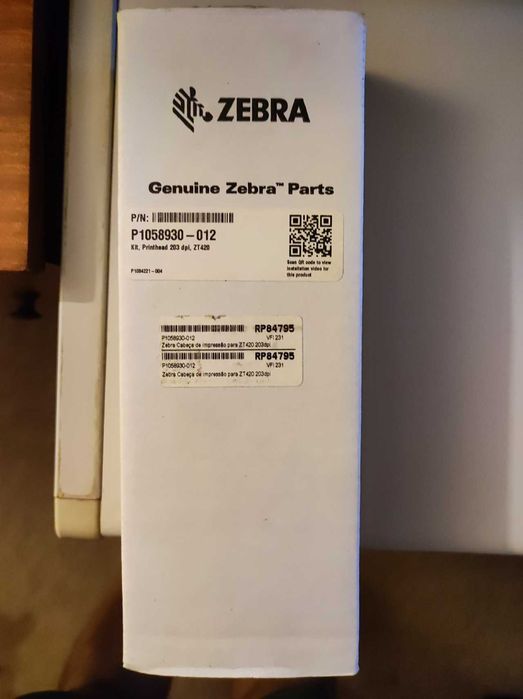 ZEBRA
Genuine Zebra™ Parts
P/N:
P1058930-012
Kit, Printhead 203 dpi, ZT420
P1084221-004
Scan QR code to view
installation video for
this product
RP84795
P1058930-012 VFI 231
Zebra Cabeça de impressão para ZT420 203dpi
RP84795
P1058930-012 VFI 231
Zebra Cabeça de impressão para ZT420 203dpi